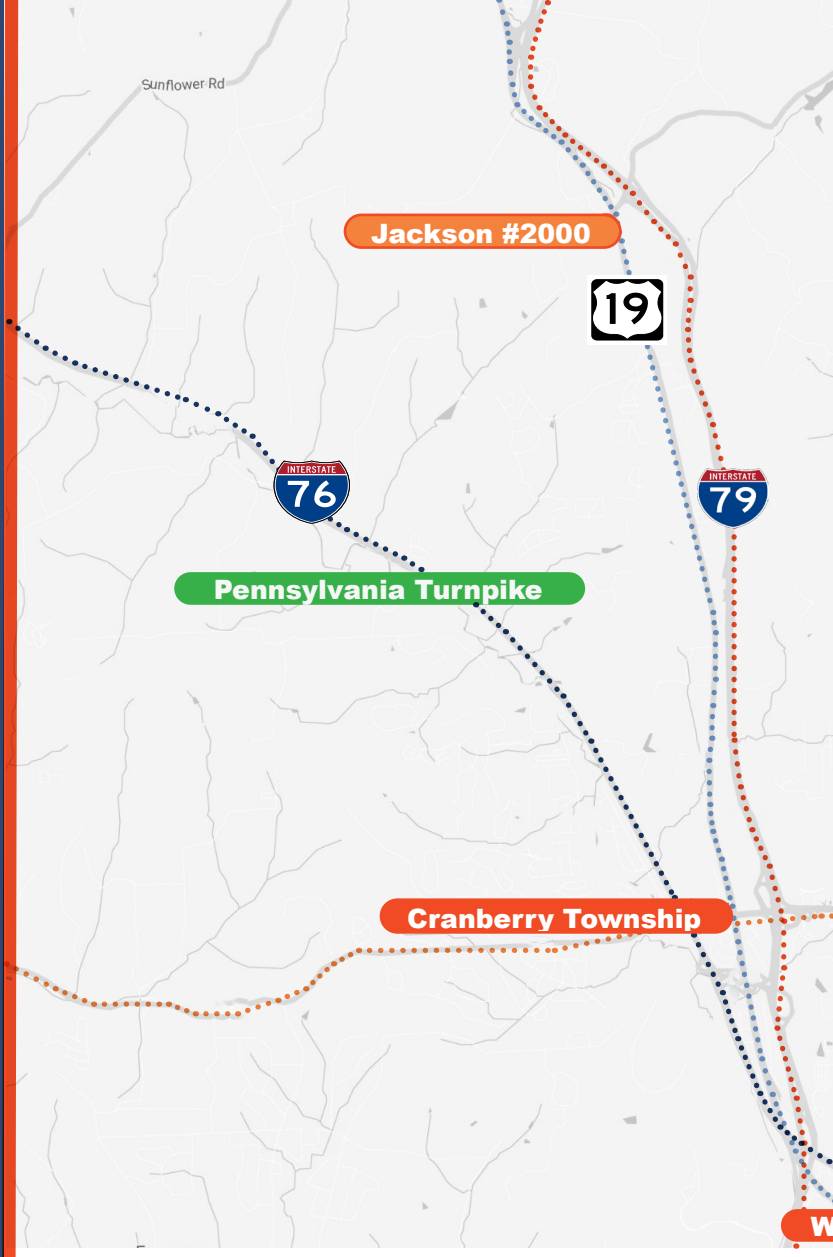 Sunflower Rd
Jackson #2000
19
INTERSTATE
76
INTERSTATE
79
Pennsylvania Turnpike
Cranberry Township
W